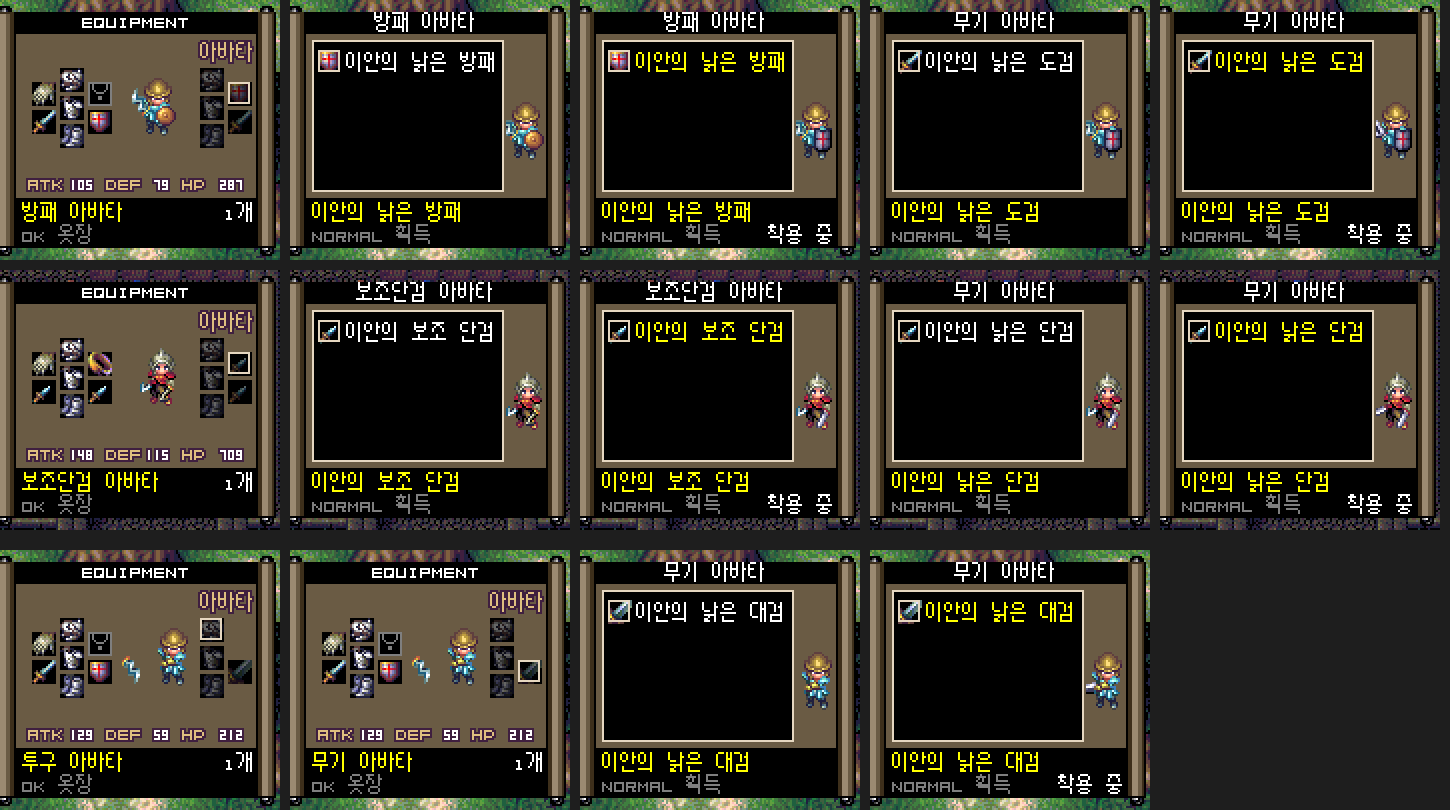 EQUIPMENT
아바타
ATK 105 DEF 79 HP 287
방패 아바타 1개
OK 옷장
방패 아바타
이안의 낡은 방패
이안의 낡은 방패
NORMAL 획득
방패 아바타
이안의 낡은 방패
이안의 낡은 방패
NORMAL 획득 착용 중
무기 아바타
이안의 낡은 도검
이안의 낡은 도검
NORMAL 획득
무기 아바타
이안의 낡은 도검
이안의 낡은 도검
NORMAL 획득 착용 중
EQUIPMENT
아바타
ATK 148 DEF 115 HP 709
보조단검 아바타 1개
OK 옷장
보조단검 아바타
이안의 보조 단검
이안의 보조 단검
NORMAL 획득
보조단검 아바타
이안의 보조 단검
이안의 보조 단검
NORMAL 획득 착용 중
무기 아바타
이안의 낡은 단검
이안의 낡은 단검
NORMAL 획득
무기 아바타
이안의 낡은 단검
이안의 낡은 단검
NORMAL 획득 착용 중
EQUIPMENT
아바타
ATK 129 DEF 59 HP 212
투구 아바타 1개
OK 옷장
EQUIPMENT
아바타
ATK 129 DEF 59 HP 212
무기 아바타 1개
OK 옷장
무기 아바타
이안의 낡은 대검
이안의 낡은 대검
NORMAL 획득
무기 아바타
이안의 낡은 대검
이안의 낡은 대검
NORMAL 획득 착용 중